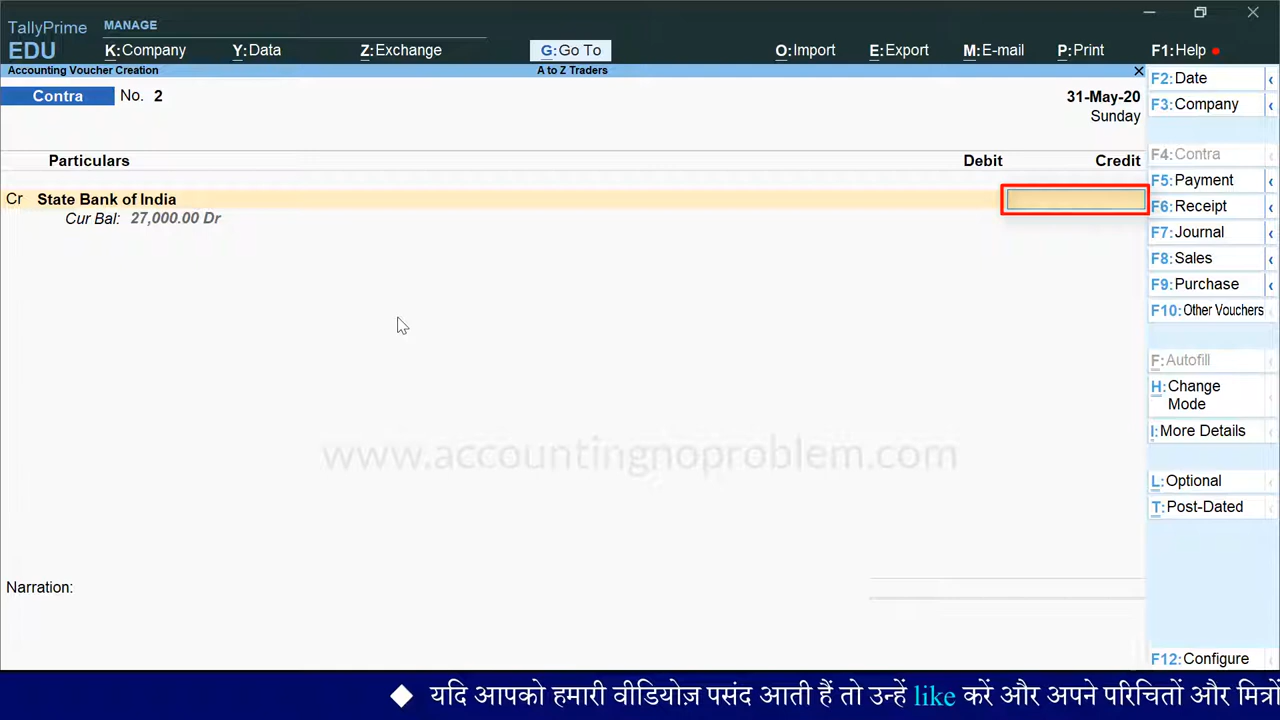 TallyPrime MANAGE
EDU K:Company Y:Data Z:Exchange G:Go To O:Import E:Export M:E-mail P:Print F1:Help
Accounting Voucher Creation A to Z Traders
Contra No. 2 31-May-20
Sunday
Particulars Debit Credit
Cr State Bank of India
Cur Bal: 27,000.00 Dr
www.accountingnoproblem.com
Narration:
F2:Date
F3:Company
F4:Contra
F5:Payment
F6:Receipt
F7:Journal
F8:Sales
F9:Purchase
F10:Other Vouchers
F:Autofill
H:Change
Mode
I:More Details
L:Optional
T:Post-Dated
F12:Configure
यदि आपको हमारी वीडियोज़ पसंद आती हैं तो उन्हें like करें और अपने परिचितों और मित्रों